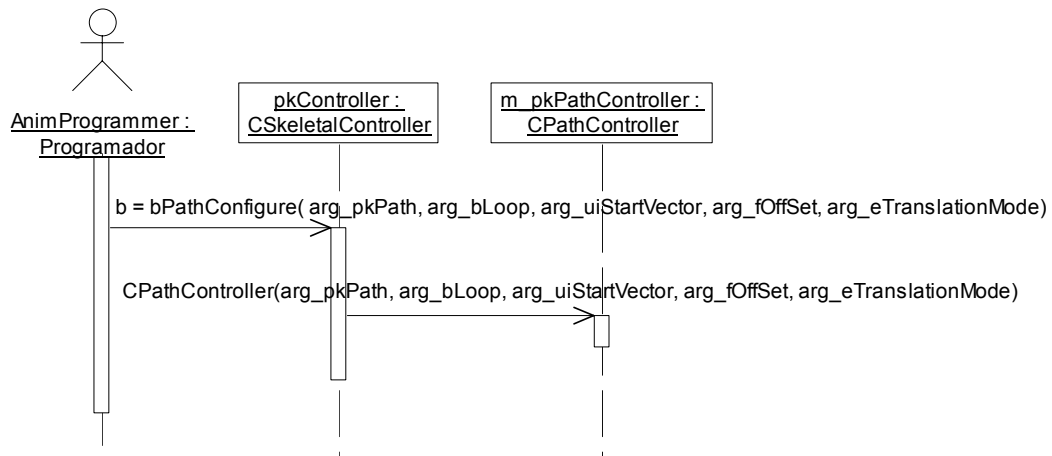 AnimProgrammer :
Programador
pkController :
CSkeletalController
m_pkPathController :
CPathController
b = bPathConfigure( arg_pkPath, arg_bLoop, arg_uiStartVector, arg_fOffSet, arg_eTranslationMode)
CPathController(arg_pkPath, arg_bLoop, arg_uiStartVector, arg_fOffSet, arg_eTranslationMode)